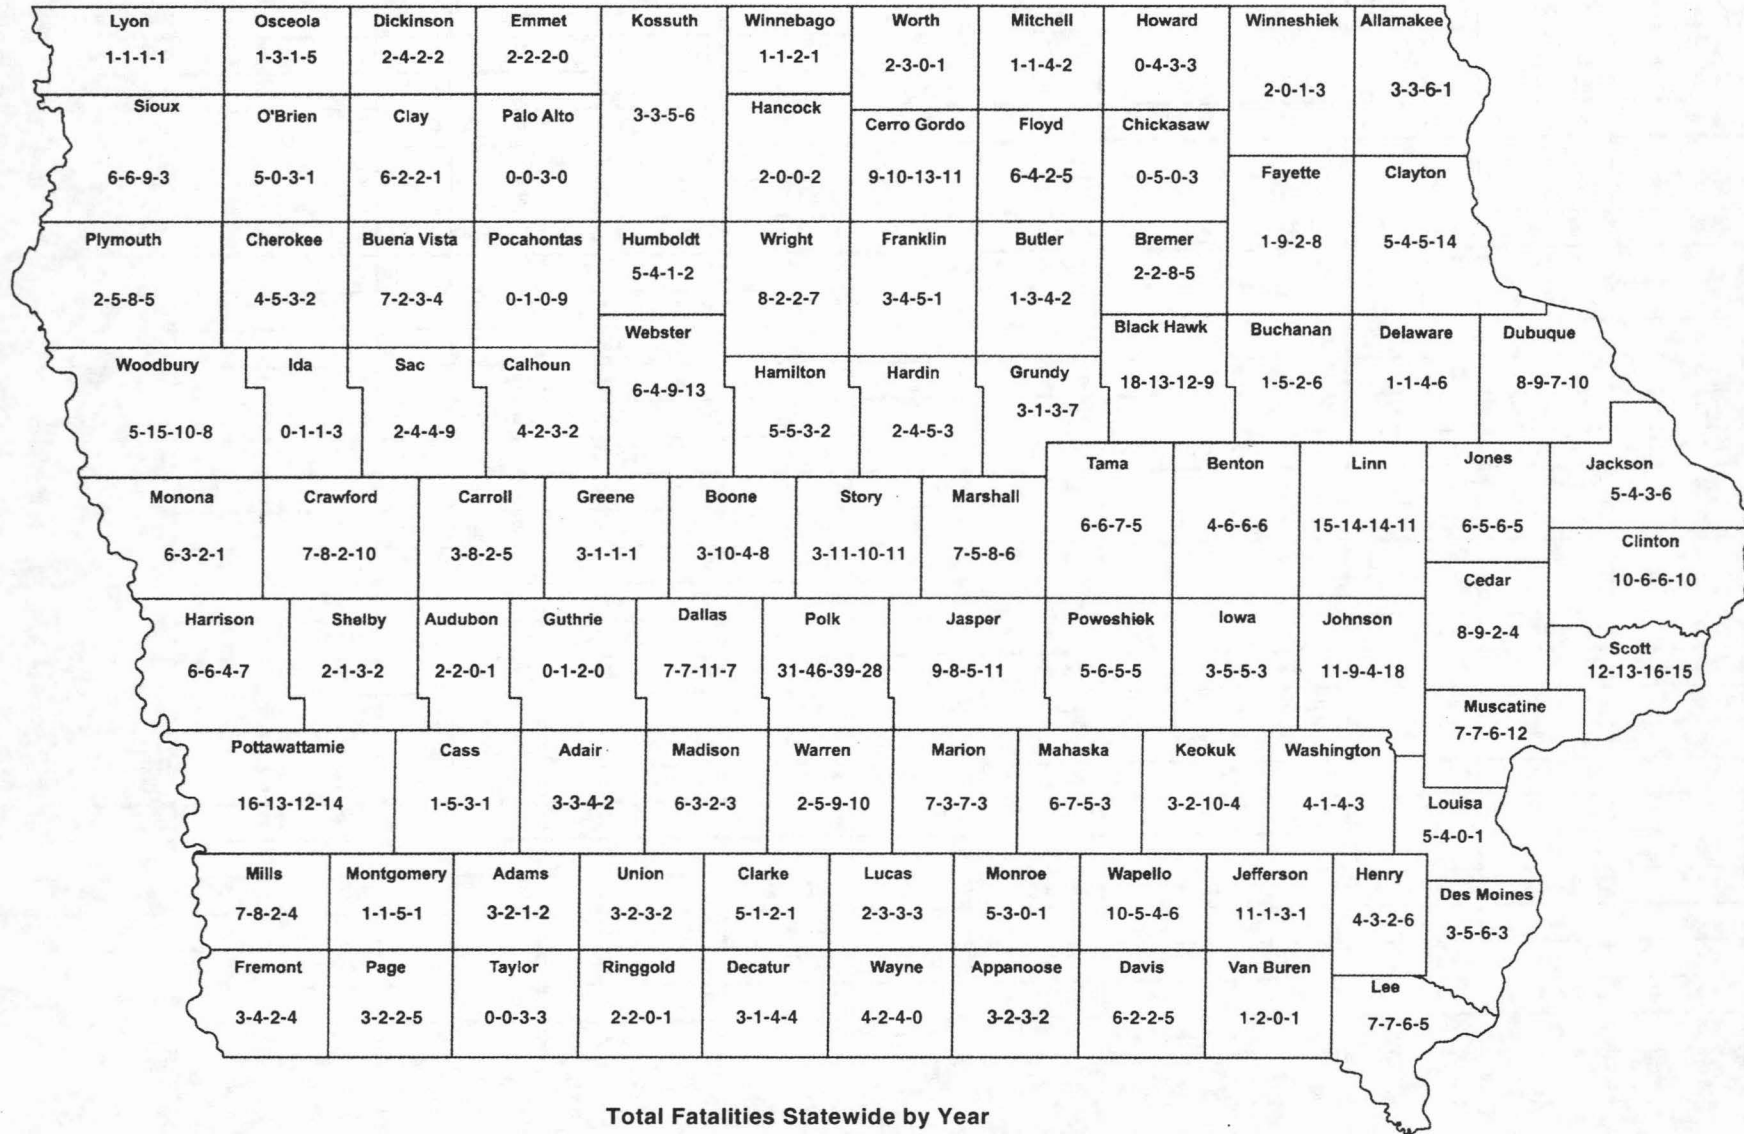 Lyon
1-1-1-1
Osceola
1-3-1-5
Dickinson
2-4-2-2
Emmet
2-2-2-0
Kossuth
3-3-5-6
Winnebago
1-1-2-1
Worth
2-3-0-1
Mitchell
1-1-4-2
Howard
0-4-3-3
Winneshiek
2-0-1-3
Allamakee
3-3-6-1
Sioux
6-6-9-3
O'Brien
5-0-3-1
Clay
6-2-2-1
Palo Alto
0-0-3-0
Hancock
2-0-0-2
Cerro Gordo
9-10-13-11
Floyd
6-4-2-5
Chickasaw
0-5-0-3
Fayette
1-9-2-8
Clayton
5-4-5-14
Plymouth
2-5-8-5
Cherokee
4-5-3-2
Buena Vista
7-2-3-4
Pocahontas
0-1-0-9
Humboldt
5-4-1-2
Wright
8-2-2-7
Franklin
3-4-5-1
Butler
1-3-4-2
Bremer
2-2-8-5
Woodbury
5-15-10-8
Ida
0-1-1-3
Sac
2-4-4-9
Calhoun
4-2-3-2
Webster
6-4-9-13
Hamilton
5-5-3-2
Hardin
2-4-5-3
Grundy
3-1-3-7
Black Hawk
18-13-12-9
Buchanan
1-5-2-6
Delaware
1-1-4-6
Dubuque
8-9-7-10
Monona
6-3-2-1
Crawford
7-8-2-10
Carroll
3-8-2-5
Greene
3-1-1-1
Boone
3-10-4-8
Story
3-11-10-11
Marshall
7-5-8-6
Tama
6-6-7-5
Benton
4-6-6-6
Linn
15-14-14-11
Jones
6-5-6-5
Jackson
5-4-3-6
Clinton
10-6-6-10
Cedar
8-9-2-4
Harrison
6-6-4-7
Shelby
2-1-3-2
Audubon
2-2-0-1
Guthrie
0-1-2-0
Dallas
7-7-11-7
Polk
31-46-39-28
Jasper
9-8-5-11
Poweshiek
5-6-5-5
Iowa
3-5-5-3
Johnson
11-9-4-18
Scott
12-13-16-15
Muscatine
7-7-6-12
Pottawattamie
16-13-12-14
Cass
1-5-3-1
Adair
3-3-4-2
Madison
6-3-2-3
Warren
2-5-9-10
Marion
7-3-7-3
Mahaska
6-7-5-3
Keokuk
3-2-10-4
Washington
4-1-4-3
Louisa
5-4-0-1
Mills
7-8-2-4
Montgomery
1-1-5-1
Adams
3-2-1-2
Union
3-2-3-2
Clarke
5-1-2-1
Lucas
2-3-3-3
Monroe
5-3-0-1
Wapello
10-5-4-6
Jefferson
11-1-3-1
Henry
4-3-2-6
Des Moines
3-5-6-3
Fremont
3-4-2-4
Page
3-2-2-5
Taylor
0-0-3-3
Ringgold
2-2-0-1
Decatur
3-1-4-4
Wayne
4-2-4-0
Appanoose
3-2-3-2
Davis
6-2-2-5
Van Buren
1-2-0-1
Lee
7-7-6-5
Total Fatalities Statewide by Year